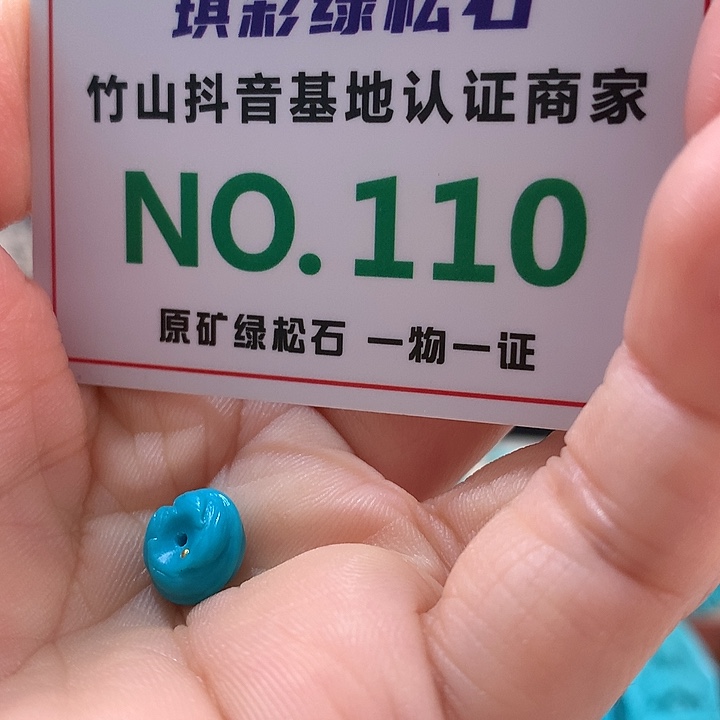 琪彩绿松石
竹山抖音基地认证商家
NO.110
原矿绿松石 一物一证